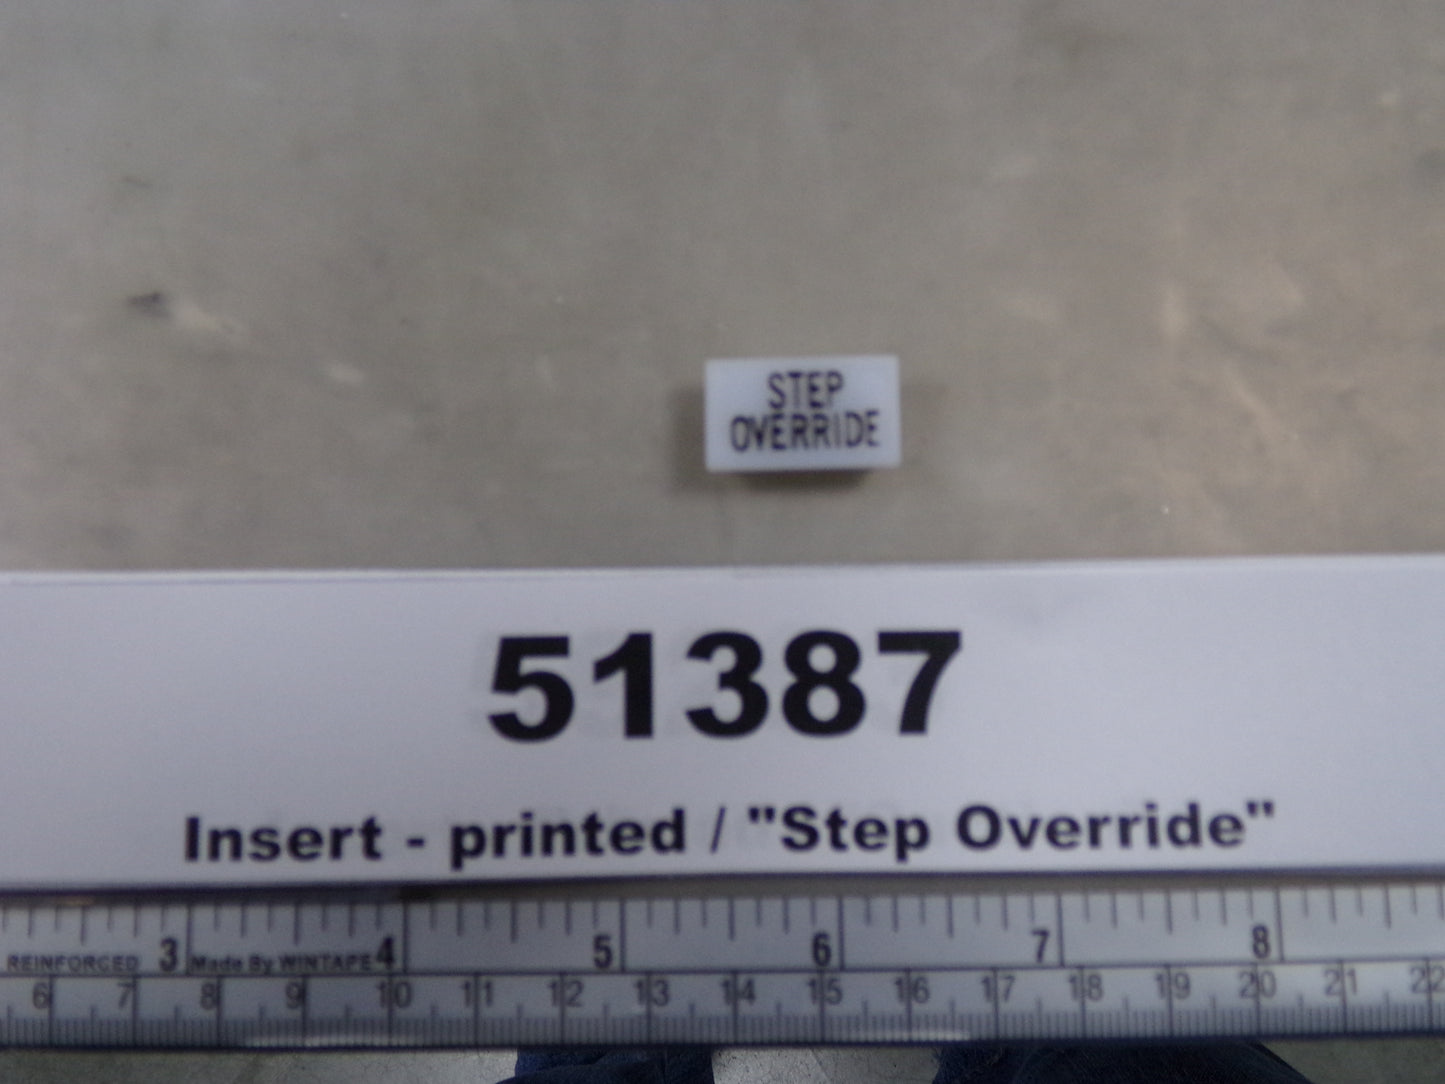 STEP
OVERRIDE
51387
Insert - printed / "Step Override"
3 4 5 6 7 8
REINFORCED Made By WINTAPE
6 7 8 9 10 11 12 13 14 15 16 17 18 19 20 21 22